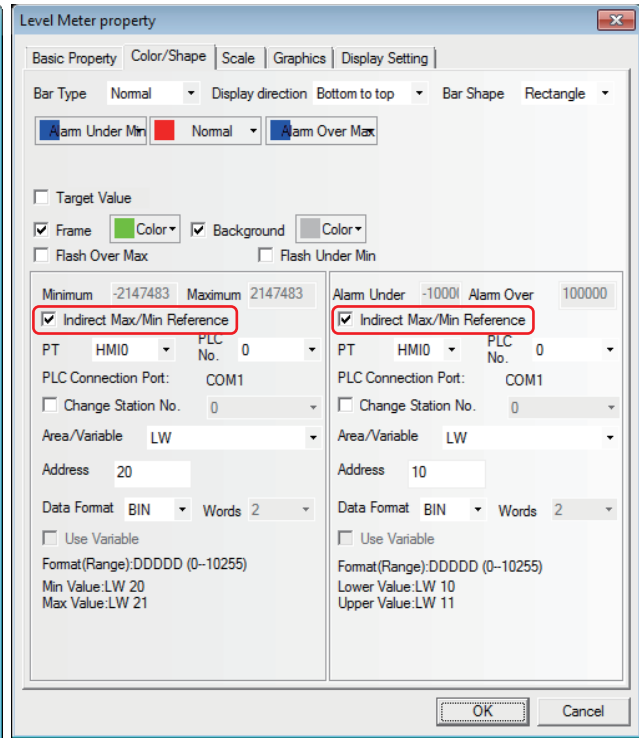 Level Meter property
Basic Property Color/Shape Scale Graphics Display Setting
Bar Type Normal Display direction Bottom to top Bar Shape Rectangle
Alarm Under Min Normal Alarm Over Max
Target Value
Frame Color Background Color
Flash Over Max Flash Under Min
Minimum -2147483 Maximum 2147483
Indirect Max/Min Reference
PT HMI0 PLC No. 0
PLC Connection Port: COM1
Change Station No. 0
Area/Variable LW
Address 20
Data Format BIN Words 2
Use Variable
Format(Range):DDDDD (0--10255)
Min Value:LW 20
Max Value:LW 21
Alarm Under -1000 Alarm Over 100000
Indirect Max/Min Reference
PT HMI0 PLC No. 0
PLC Connection Port: COM1
Change Station No. 0
Area/Variable LW
Address 10
Data Format BIN Words 2
Use Variable
Format(Range):DDDDD (0--10255)
Lower Value:LW 10
Upper Value:LW 11
OK Cancel